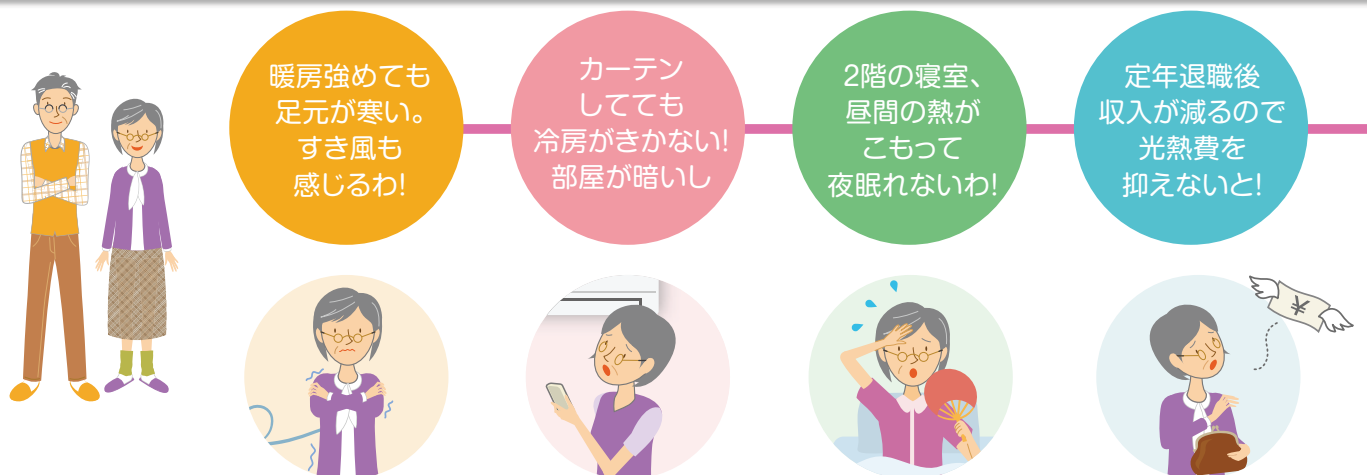 暖房強めても
足元が寒い。
すき風も
感じるわ!
カーテン
してても
冷房がきかない!
部屋が暗いし
2階の寝室、
昼間の熱が
こもって
夜眠れないわ!
定年退職後
収入が減るので
光熱費を
抑えないと!
¥